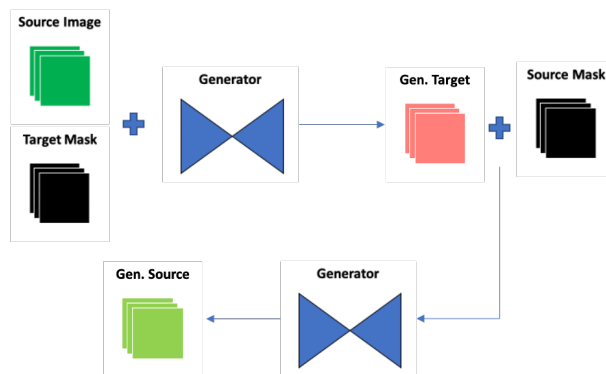 Source Image
Target Mask
Generator
Gen. Target
Source Mask
Gen. Source
Generator